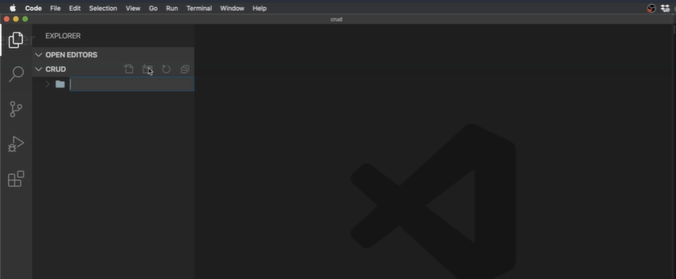 Code File Edit Selection View Go Run Terminal Window Help
crud
EXPLORER
OPEN EDITORS
CRUD